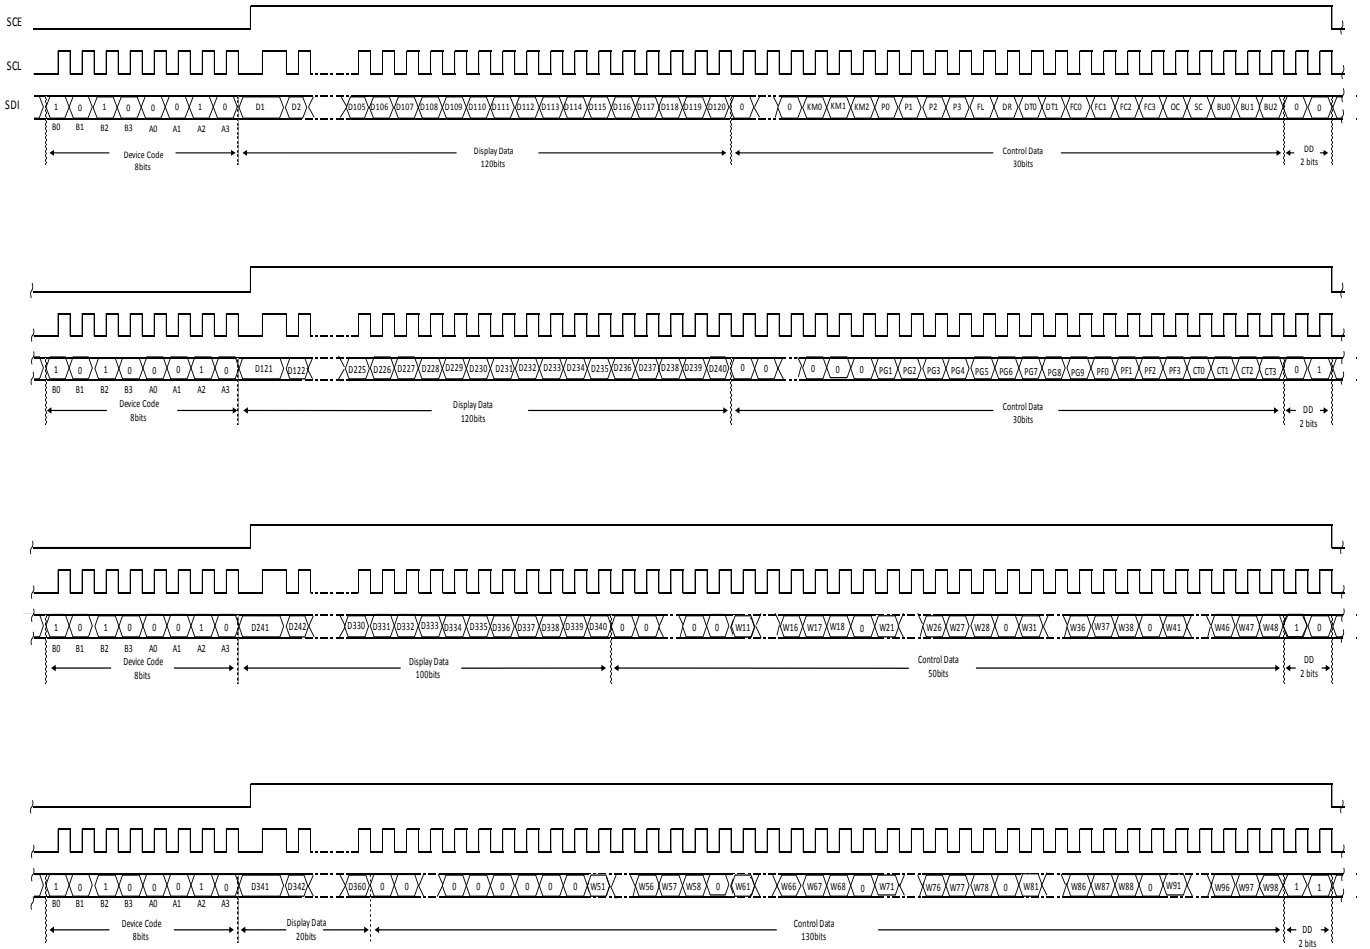 SCE
SCL
SDI 1 0 1 0 0 0 1 0 D1 D2 D105 D106 D107 D108 D109 D110 D111 D112 D113 D114 D115 D116 D117 D118 D119 D120 0 0 KM0 KM1 KM2 P0 P1 P2 P3 FL DR DT0 DT1 FC0 FC1 FC2 FC3 OC SC BU0 BU1 BU2 0 0
B0 B1 B2 B3 A0 A1 A2 A3
Device Code Display Data Control Data DD
8bits 120bits 30bits 2 bits
1 0 1 0 0 0 1 0 D121 D122 D225 D226 D227 D228 D229 D230 D231 D232 D233 D234 D235 D236 D237 D238 D239 D240 0 0 0 0 0 PG1 PG2 PG3 PG4 PG5 PG6 PG7 PG8 PG9 PF0 PF1 PF2 PF3 CT0 CT1 CT2 CT3 0 1
B0 B1 B2 B3 A0 A1 A2 A3
Device Code Display Data Control Data DD
8bits 120bits 30bits 2 bits
1 0 1 0 0 0 1 0 D241 D242 D330 D331 D332 D333 D334 D335 D336 D337 D338 D339 D340 0 0 0 0 W11 W16 W17 W18 0 W21 W26 W27 W28 0 W31 W36 W37 W38 0 W41 W46 W47 W48 1 0
B0 B1 B2 B3 A0 A1 A2 A3
Device Code Display Data Control Data DD
8bits 100bits 50bits 2 bits
1 0 1 0 0 0 1 0 D341 D342 D360 0 0 0 0 0 0 0 0 W51 W56 W57 W58 0 W61 W66 W67 W68 0 W71 W76 W77 W78 0 W81 W86 W87 W88 0 W91 W96 W97 W98 1 1
B0 B1 B2 B3 A0 A1 A2 A3
Device Code Display Data Control Data DD
8bits 20bits 130bits 2 bits